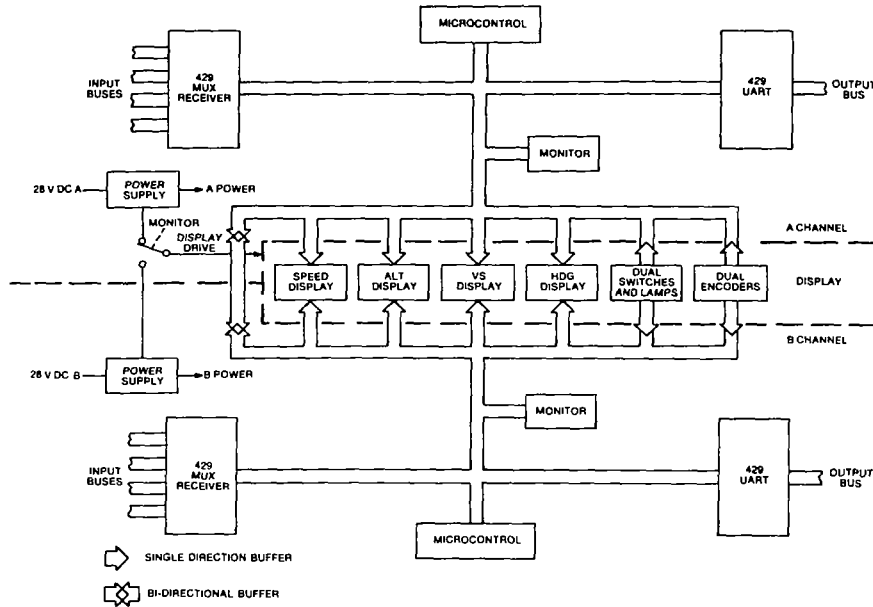 MICROCONTROL
INPUT
BUSES
429
MUX
RECEIVER
429
UART
OUTPUT
BUS
MONITOR
28 V DC A
POWER
SUPPLY
A POWER
MONITOR
DISPLAY
DRIVE
A CHANNEL
SPEED
DISPLAY
ALT
DISPLAY
VS
DISPLAY
HDG
DISPLAY
DUAL
SWITCHES
AND LAMPS
DUAL
ENCODERS
DISPLAY
B CHANNEL
28 V DC B
POWER
SUPPLY
B POWER
MONITOR
INPUT
BUSES
429
MUX
RECEIVER
429
UART
OUTPUT
BUS
MICROCONTROL
SINGLE DIRECTION BUFFER
BI-DIRECTIONAL BUFFER